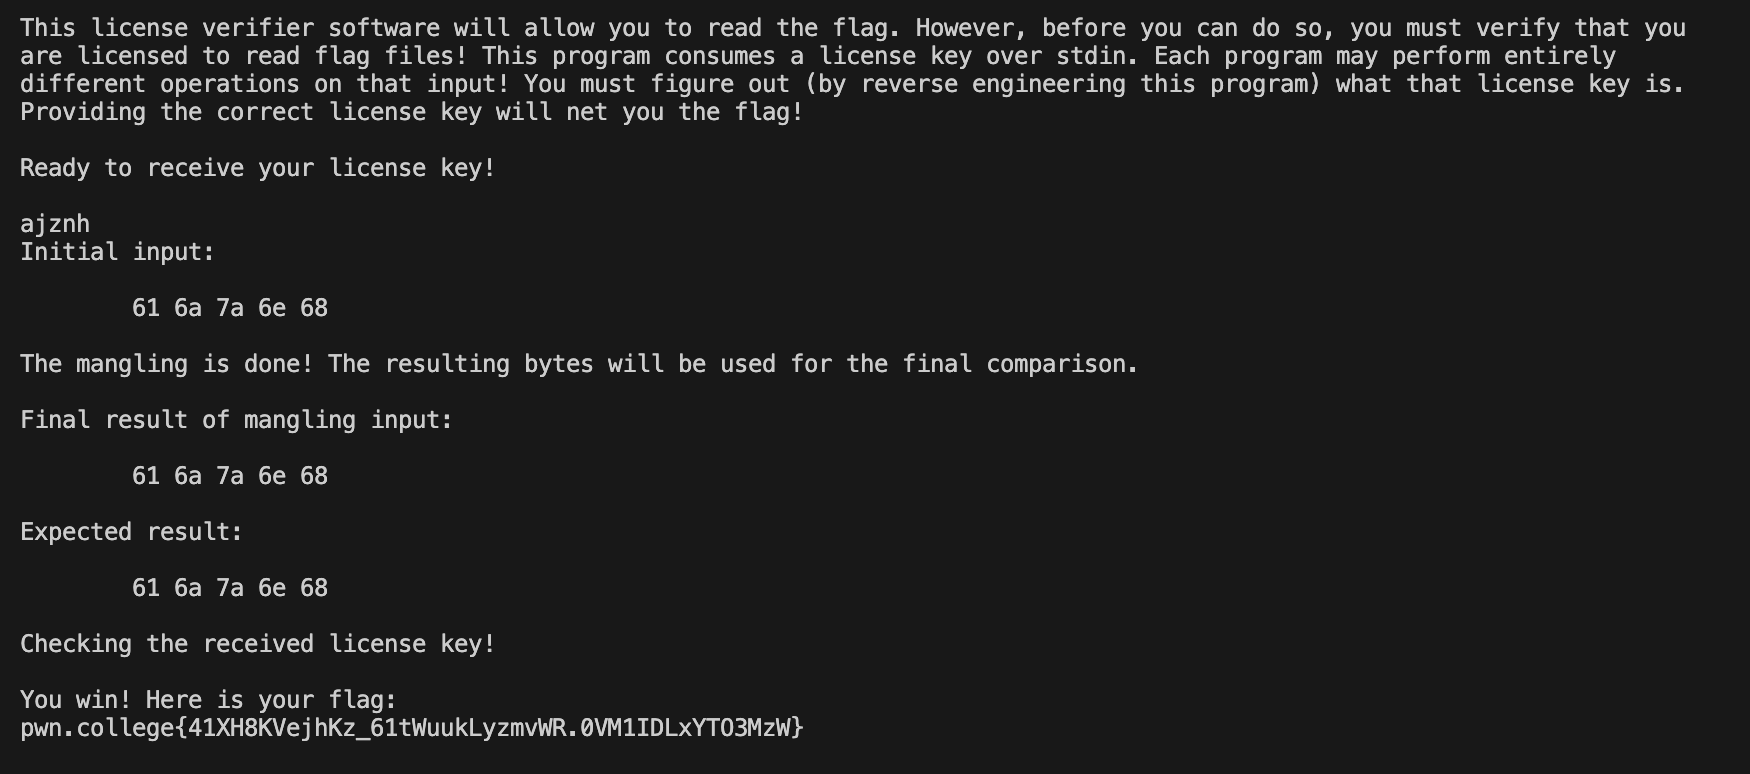 This license verifier software will allow you to read the flag. However, before you can do so, you must verify that you
are licensed to read flag files! This program consumes a license key over stdin. Each program may perform entirely
different operations on that input! You must figure out (by reverse engineering this program) what that license key is.
Providing the correct license key will net you the flag!
Ready to receive your license key!
ajznh
Initial input:
61 6a 7a 6e 68
The mangling is done! The resulting bytes will be used for the final comparison.
Final result of mangling input:
61 6a 7a 6e 68
Expected result:
61 6a 7a 6e 68
Checking the received license key!
You win! Here is your flag:
pwn.college{41XH8KVejhKz_61tWuukLyzmvWR.0VM1IDLxYTO3MzW}